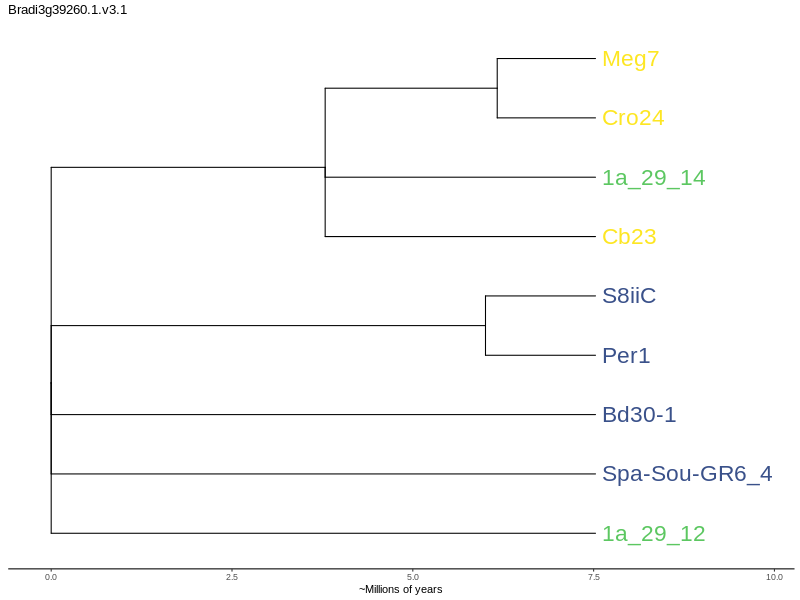 Bradi3g39260.1.v3.1
Meg7
Cro24
1a_29_14
Cb23
S8iiC
Per1
Bd30-1
Spa-Sou-GR6_4
1a_29_12
0.0 2.5 5.0 7.5 10.0
~Millions of years